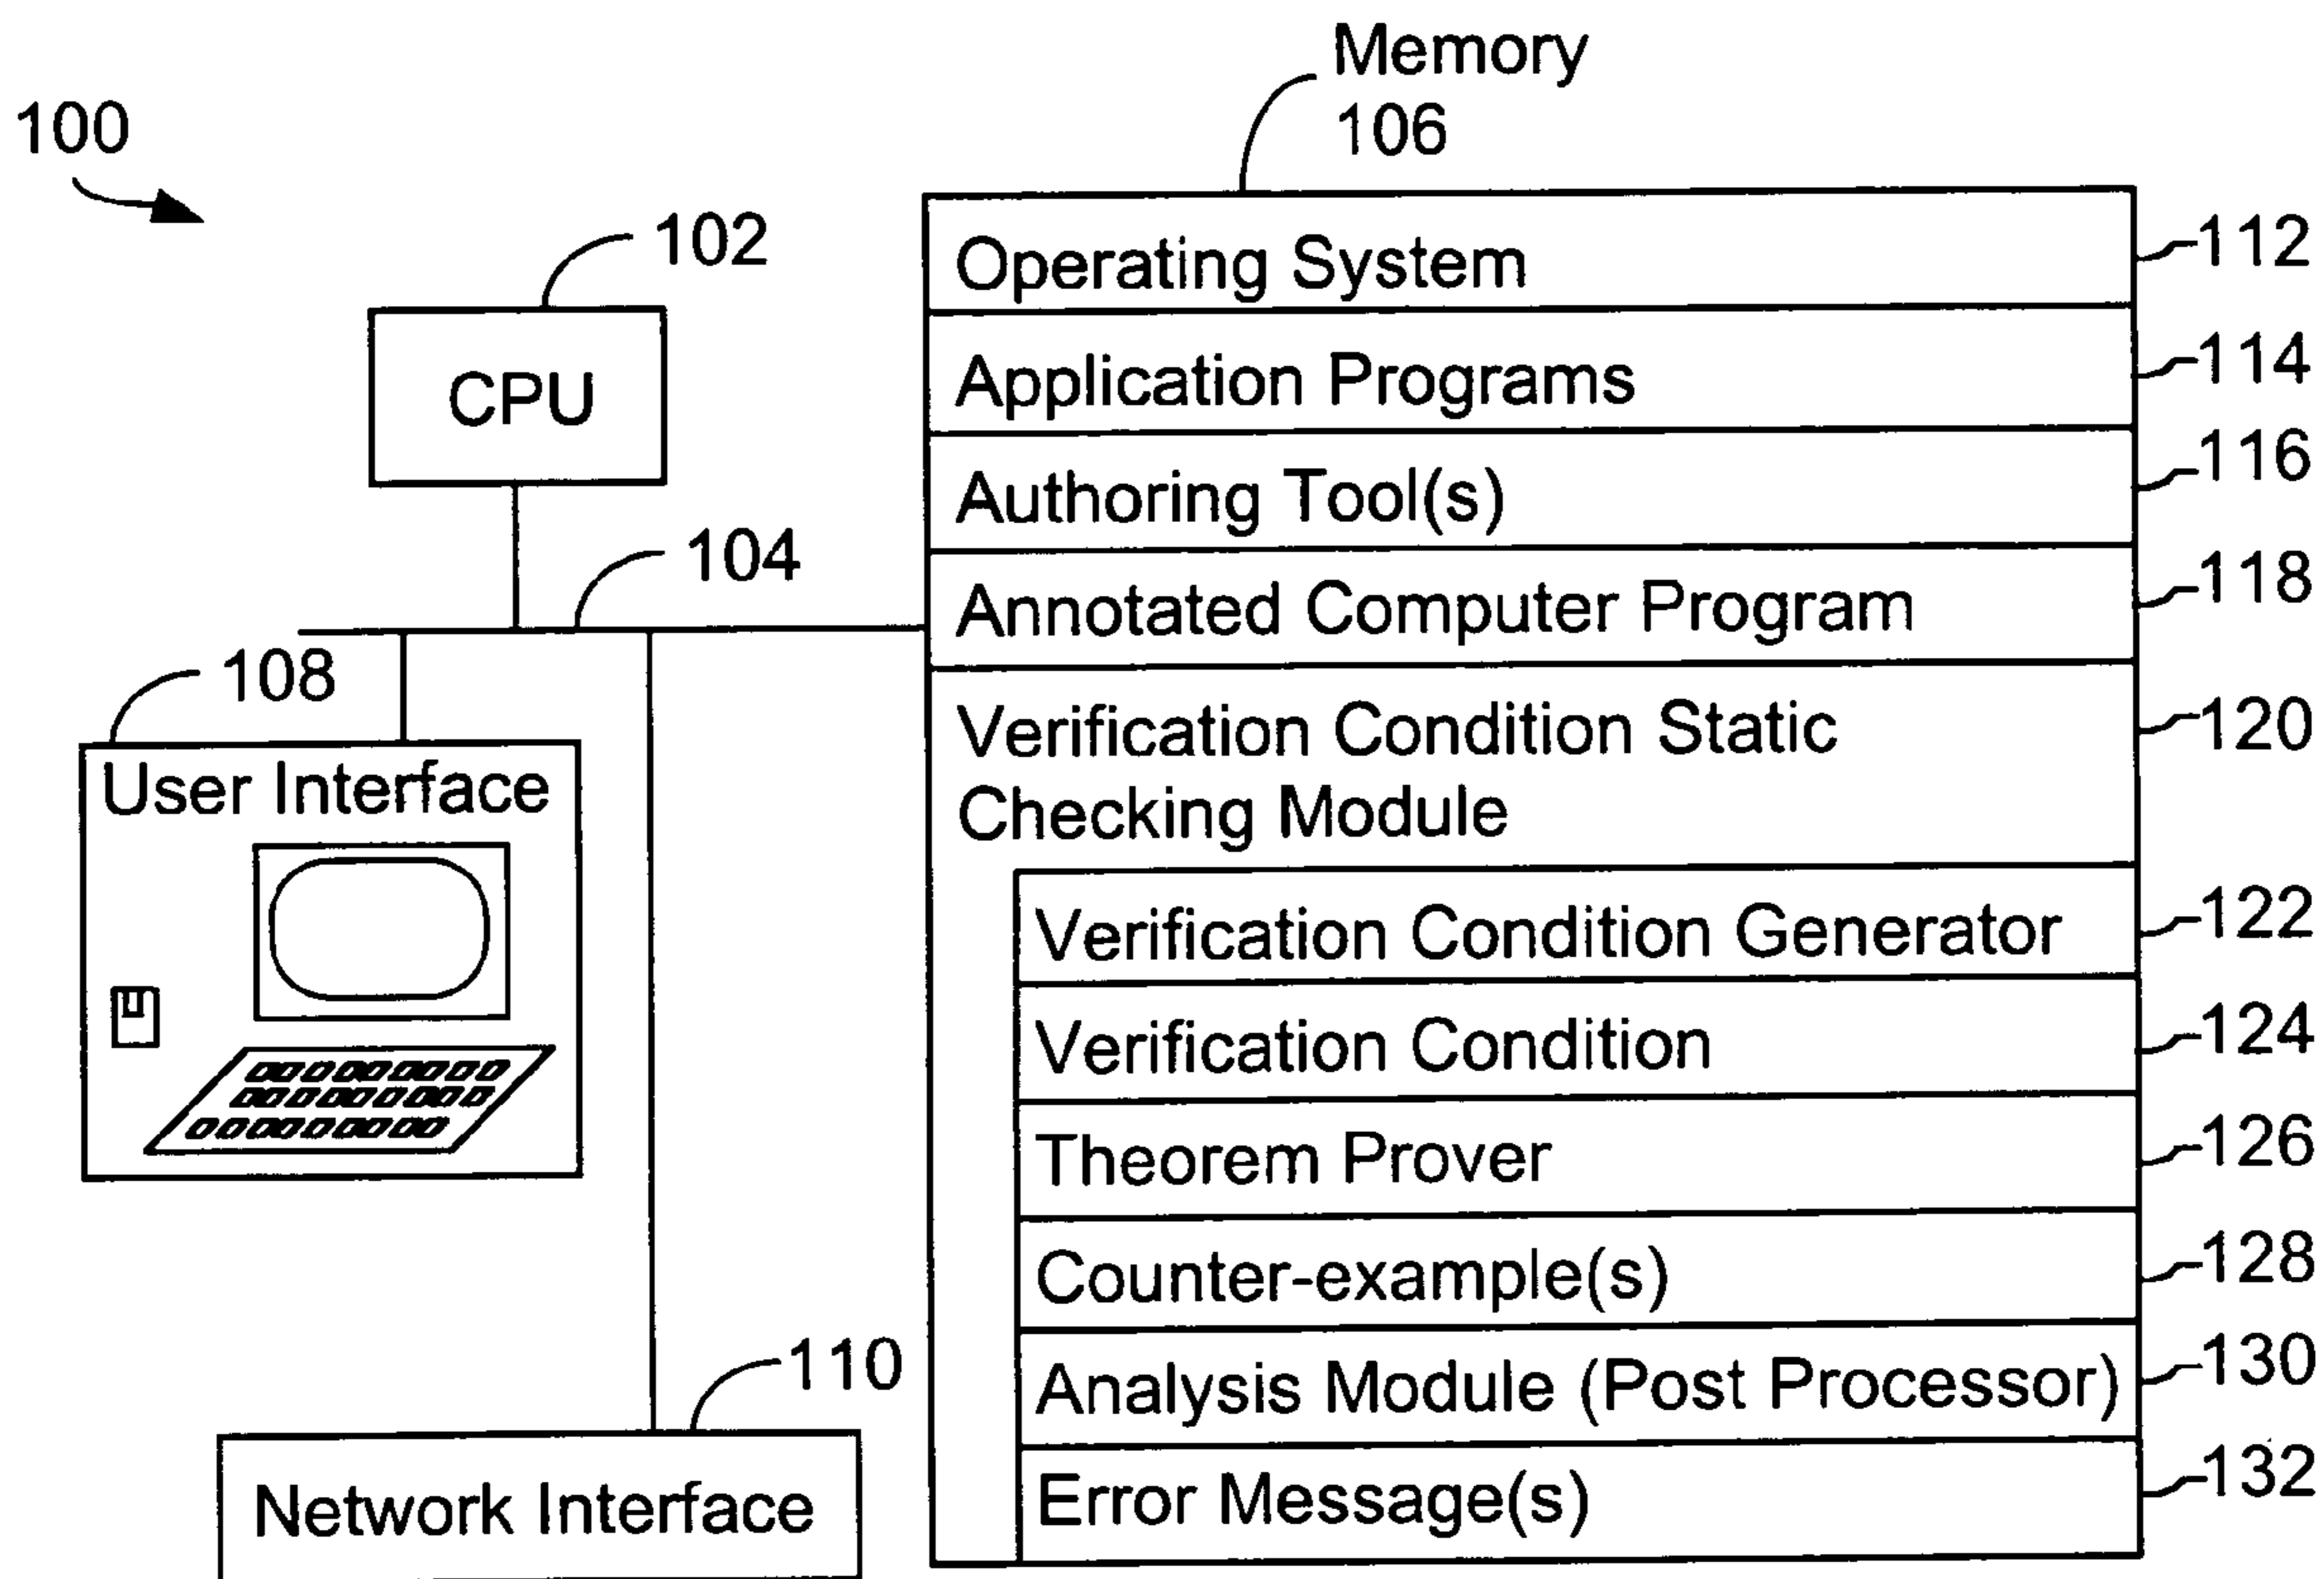 Memory
106
100
102
CPU
104
108
User Interface
110
Network Interface
Operating System
112
Application Programs
114
Authoring Tool(s)
116
Annotated Computer Program
118
Verification Condition Static
Checking Module
120
Verification Condition Generator
122
Verification Condition
124
Theorem Prover
126
Counter-example(s)
128
Analysis Module (Post Processor)
130
Error Message(s)
132